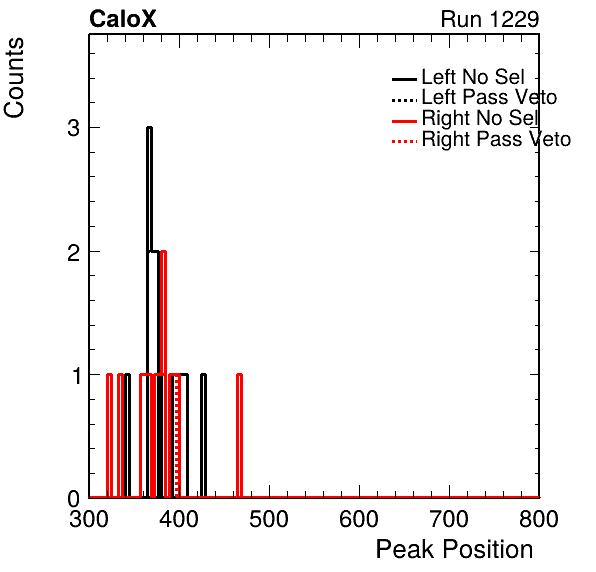 CaloX Run 1229
Counts
Left No Sel
Left Pass Veto
Right No Sel
Right Pass Veto
3
2
1
0
300 400 500 600 700 800
Peak Position